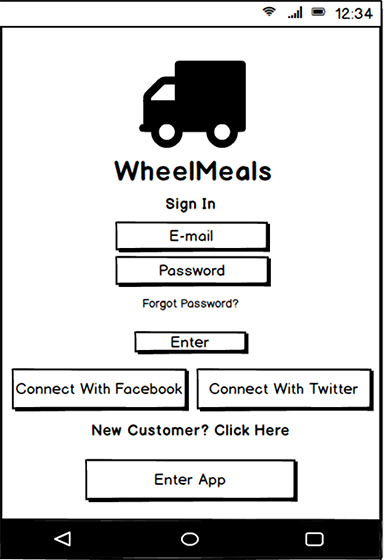 12:34
WheelMeals
Sign In
E-mail
Password
Forgot Password?
Enter
Connect With Facebook Connect With Twitter
New Customer? Click Here
Enter App